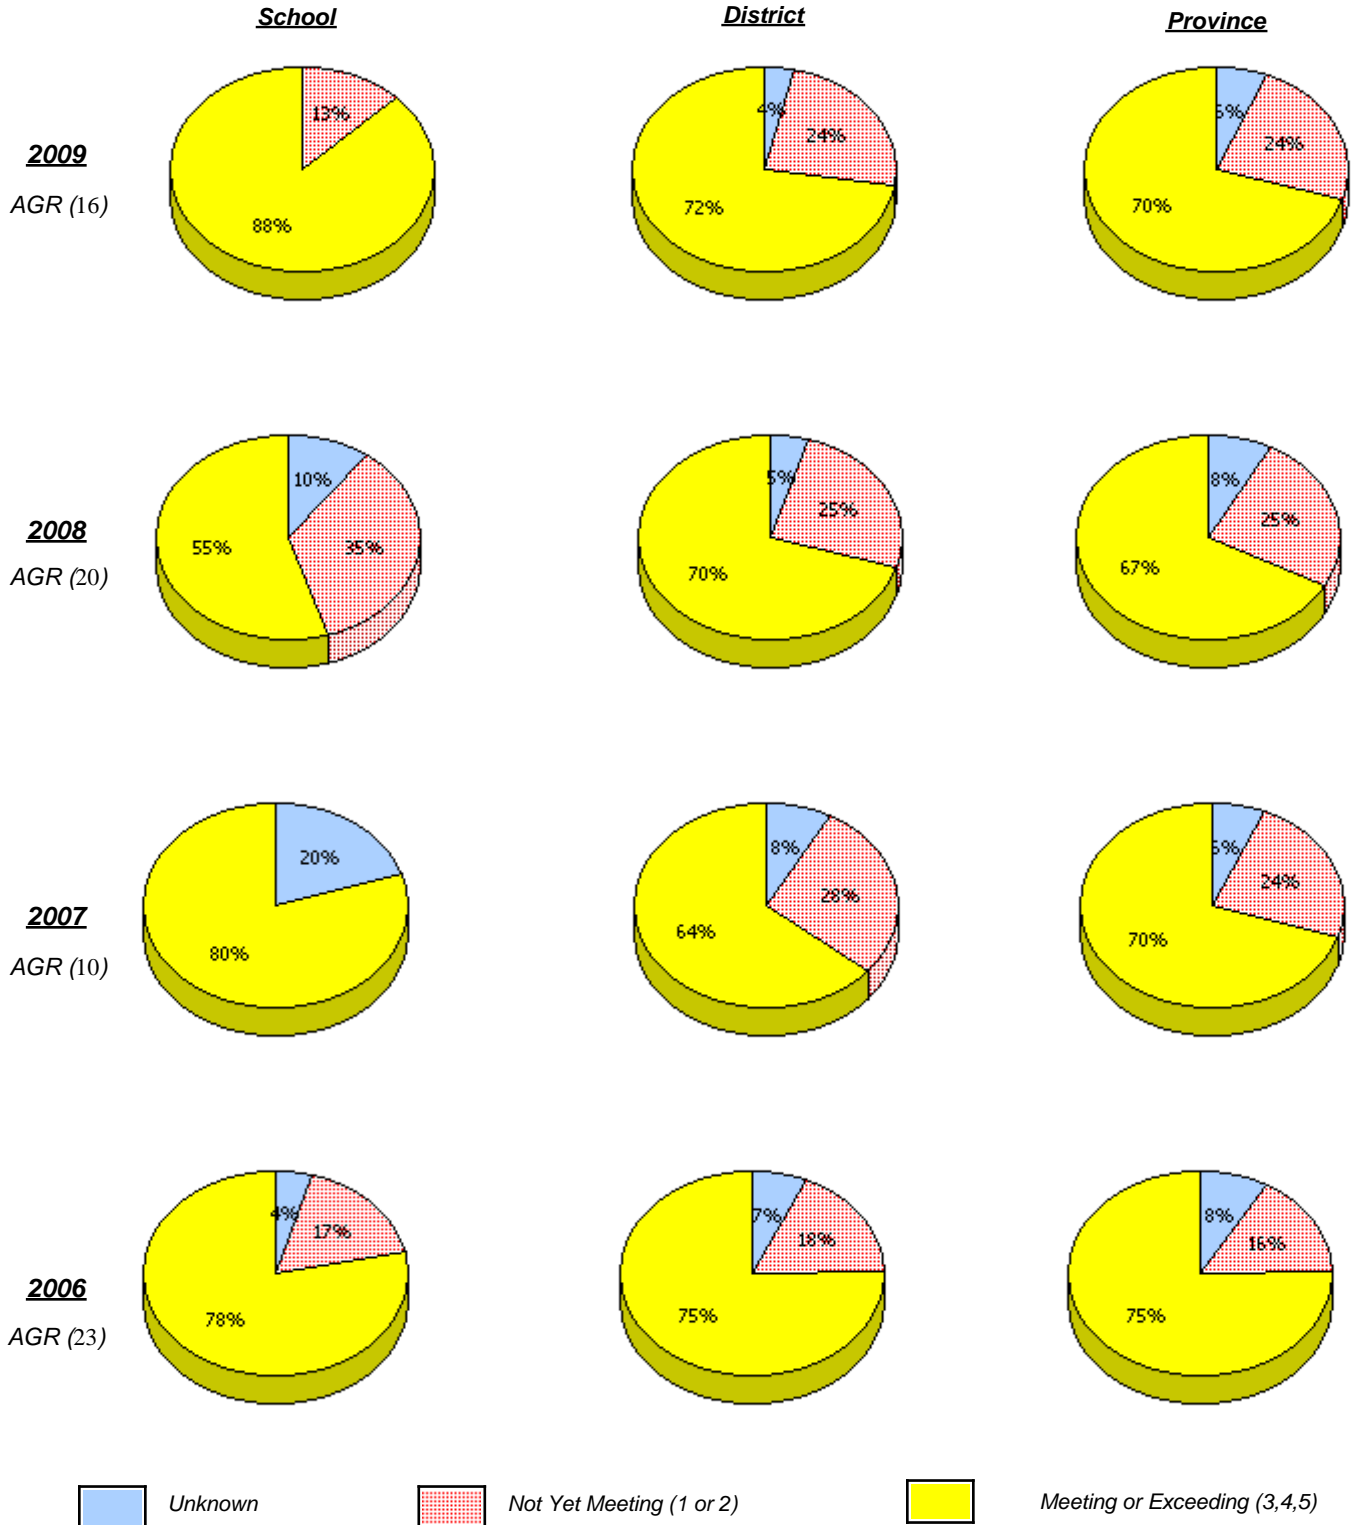 School District Province
13% 4% 24% 6% 24%
2009
AGR (16)
88% 72% 70%
10% 35% 5% 25% 8% 25%
2008
55% 70% 67%
AGR (20)
20% 8% 28% 6% 24%
2007
80% 64% 70%
AGR (10)
4% 17% 7% 18% 8% 16%
2006
78% 75% 75%
AGR (23)
Unknown Not Yet Meeting (1 or 2) Meeting or Exceeding (3,4,5)